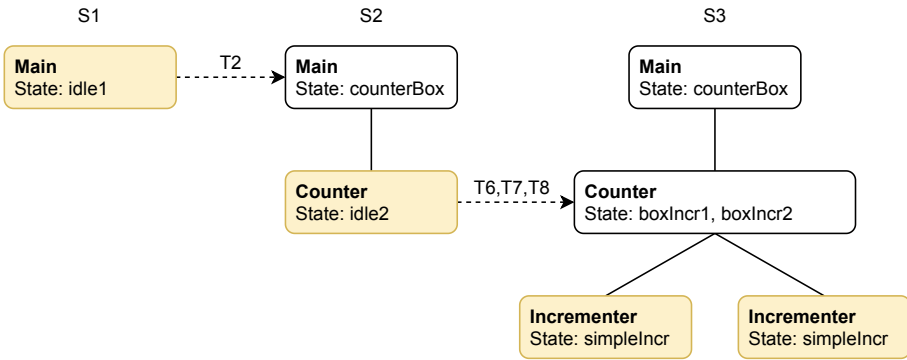 S1
S2
S3
Main
State: idle1
T2
Main
State: counterBox
Main
State: counterBox
Counter
State: idle2
T6,T7,T8
Counter
State: boxIncr1, boxIncr2
Incrementer
State: simpleIncr
Incrementer
State: simpleIncr